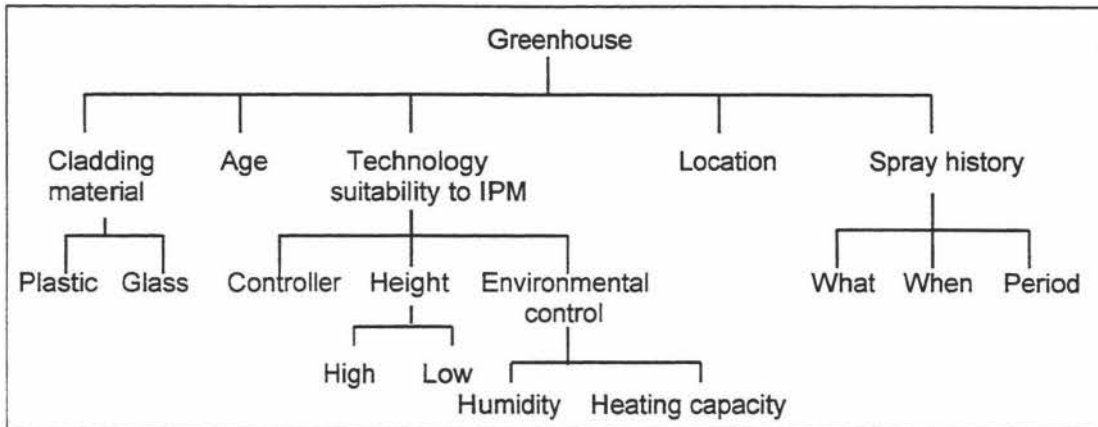 Greenhouse
Cladding material
Age
Technology suitability to IPM
Location
Spray history
Plastic
Glass
Controller
Height
Environmental control
What
When
Period
High
Low
Humidity
Heating capacity